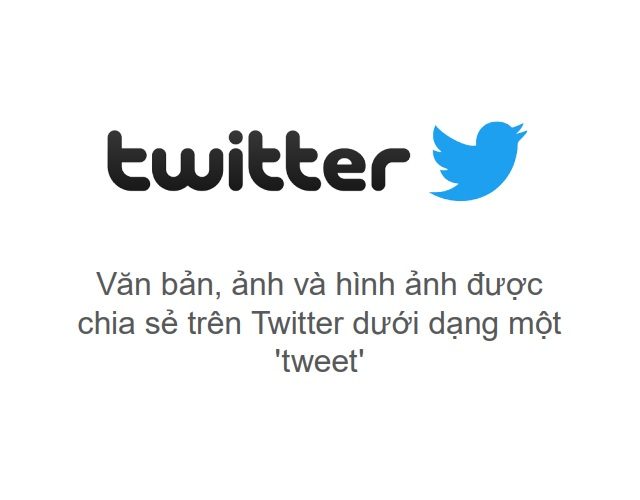 twitter
Văn bản, ảnh và hình ảnh được
chia sẻ trên Twitter dưới dạng một
'tweet'